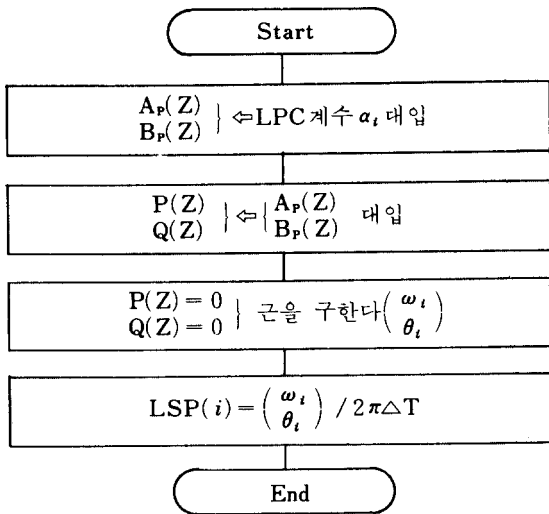 Start
A_P(Z)
B_P(Z) } ⇦LPC계수 α_i 대입
P(Z)
Q(Z) } ⇦ { A_P(Z)
B_P(Z) 대입
P(Z) = 0
Q(Z) = 0 } 근을 구한다 ( ω_i
θ_i )
LSP(i) = ( ω_i
θ_i ) / 2π△T
End